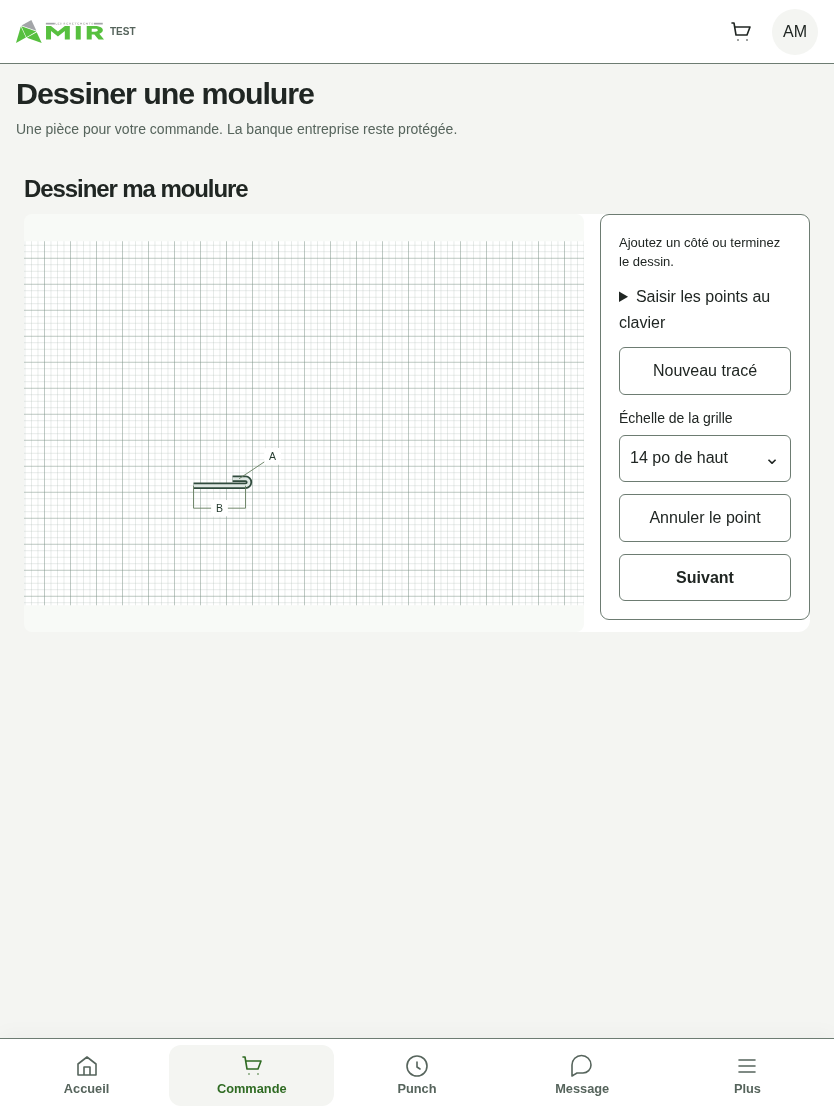 MIR TEST
AM
Dessiner une moulure
Une pièce pour votre commande. La banque entreprise reste protégée.
Dessiner ma moulure
A
B
Ajoutez un côté ou terminez
le dessin.
Saisir les points au
clavier
Nouveau tracé
Échelle de la grille
14 po de haut
Annuler le point
Suivant
Accueil
Commande
Punch
Message
Plus